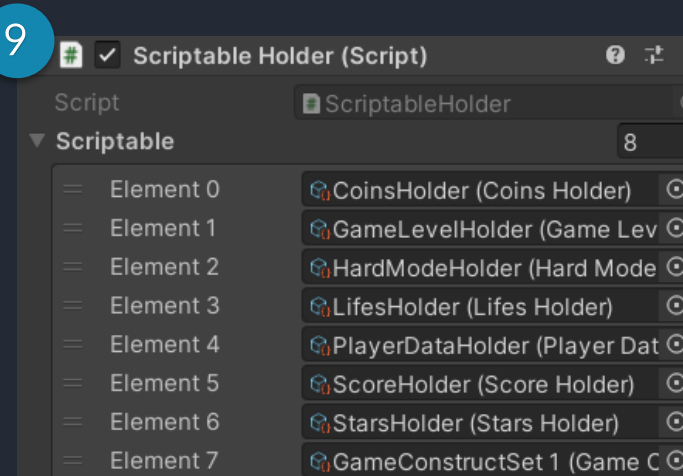 9
# Scriptable Holder (Script) ?
Script # ScriptableHolder
Scriptable 8
Element 0 CoinsHolder (Coins Holder)
Element 1 GameLevelHolder (Game Lev
Element 2 HardModeHolder (Hard Mode
Element 3 LifesHolder (Lifes Holder)
Element 4 PlayerDataHolder (Player Dat
Element 5 ScoreHolder (Score Holder)
Element 6 StarsHolder (Stars Holder)
Element 7 GameConstructSet 1 (Game C